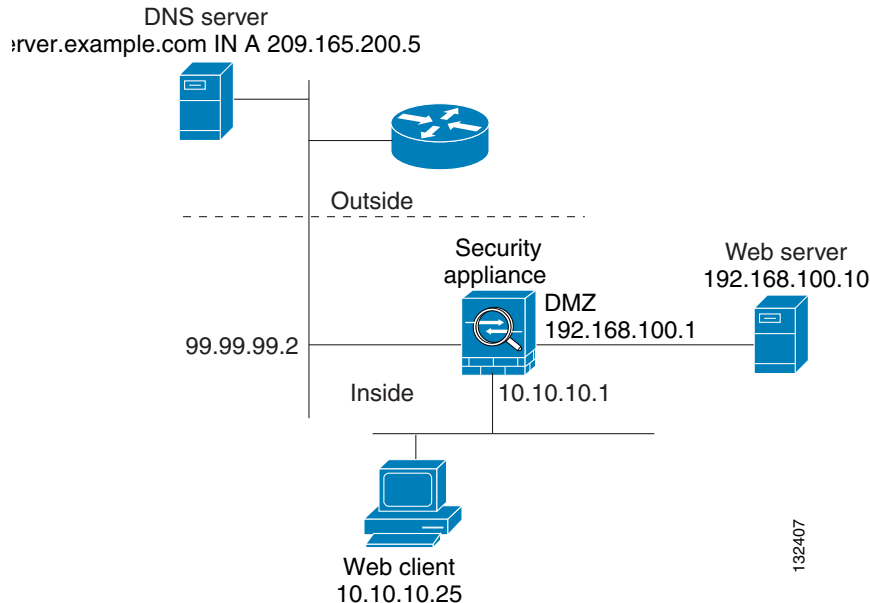 DNS server
erver.example.com IN A 209.165.200.5
Outside
Security
appliance
Web server
192.168.100.10
DMZ
192.168.100.1
99.99.99.2
Inside
10.10.10.1
Web client
10.10.10.25
132407